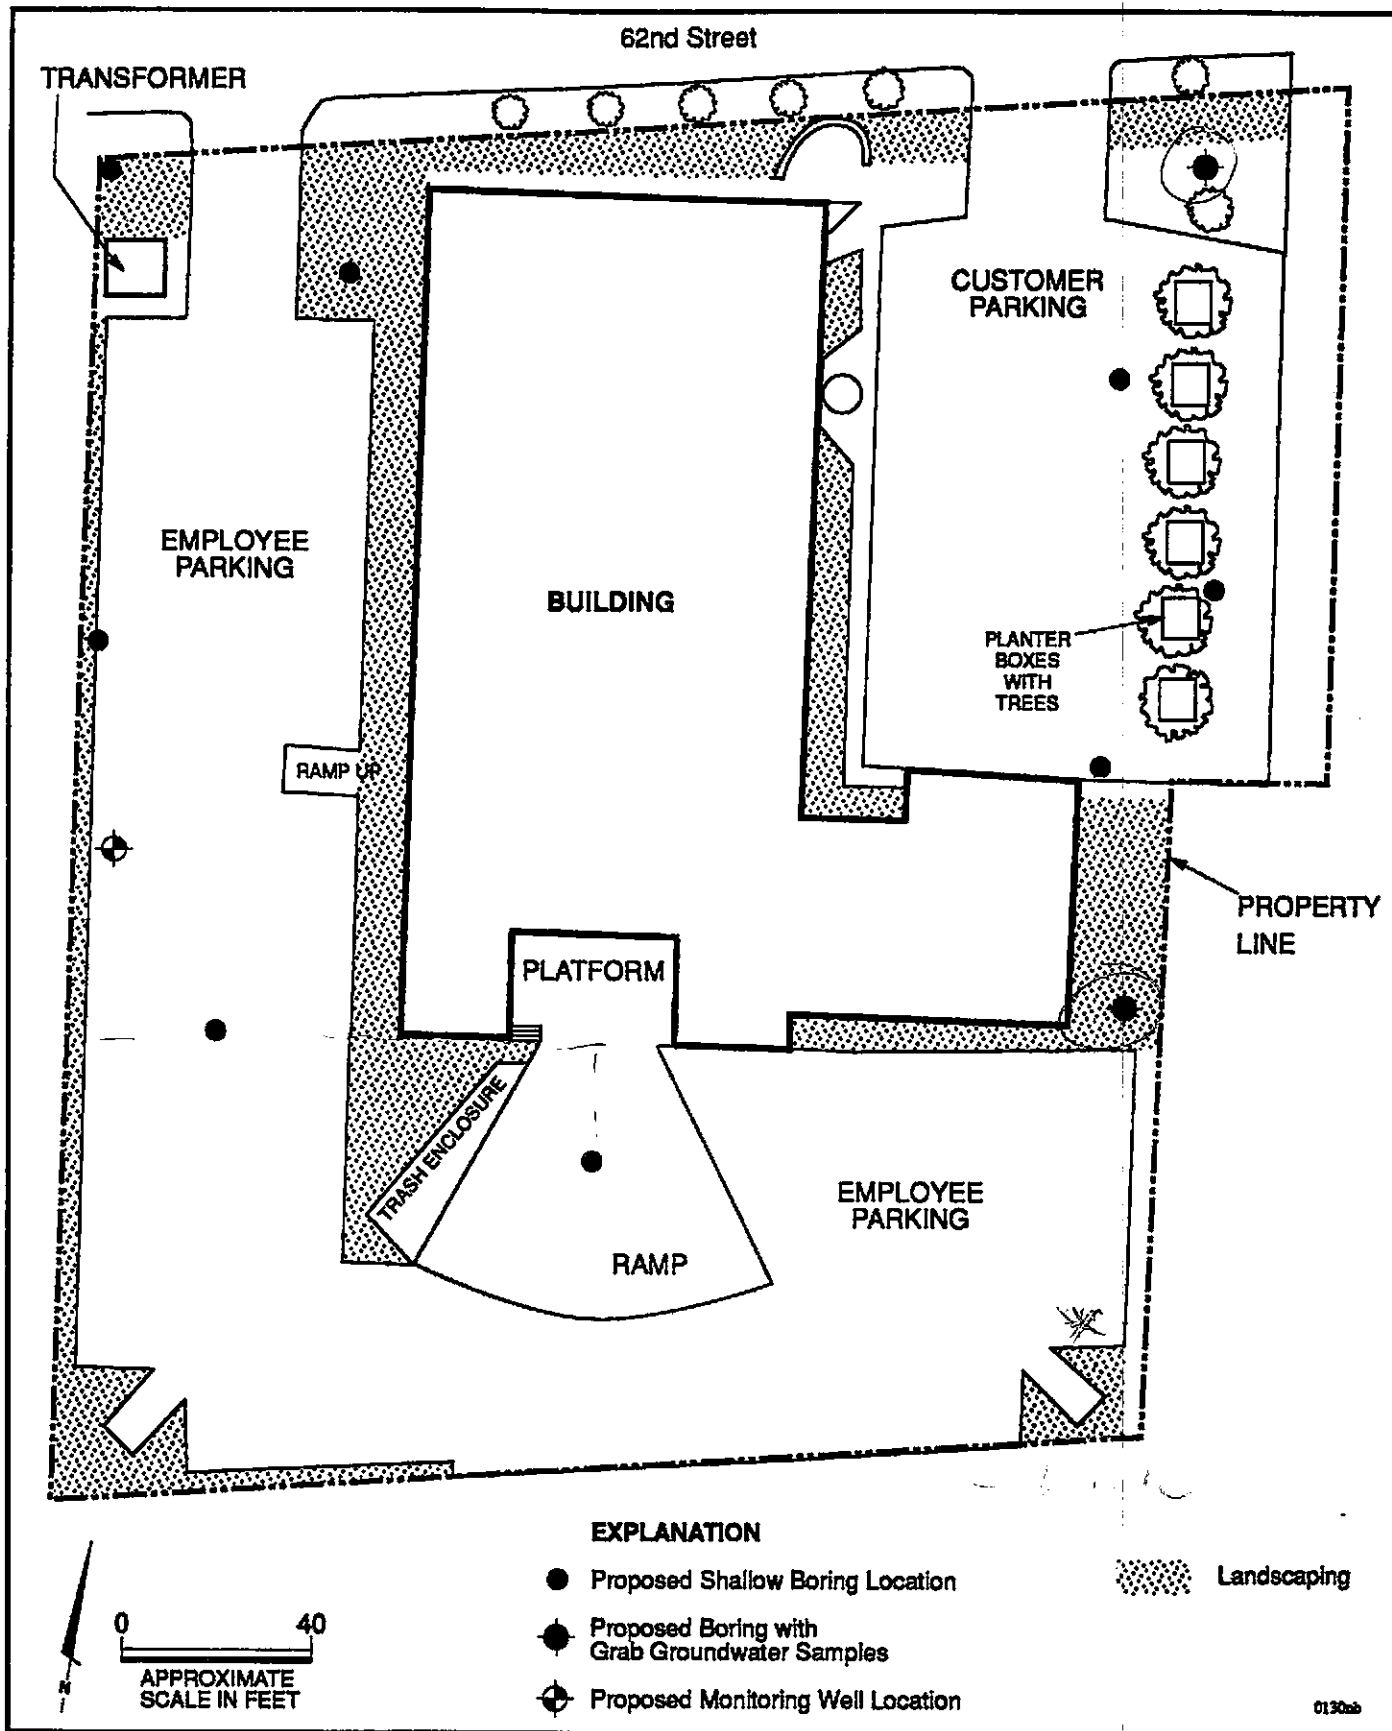 62nd Street
TRANSFORMER
CUSTOMER
PARKING
EMPLOYEE
PARKING
BUILDING
PLANTER
BOXES
WITH
TREES
RAMP UP
PROPERTY
LINE
PLATFORM
TRASH ENCLOSURE
EMPLOYEE
PARKING
RAMP
EXPLANATION
Proposed Shallow Boring Location
Landscaping
Proposed Boring with
Grab Groundwater Samples
Proposed Monitoring Well Location
0 40
APPROXIMATE
SCALE IN FEET
N